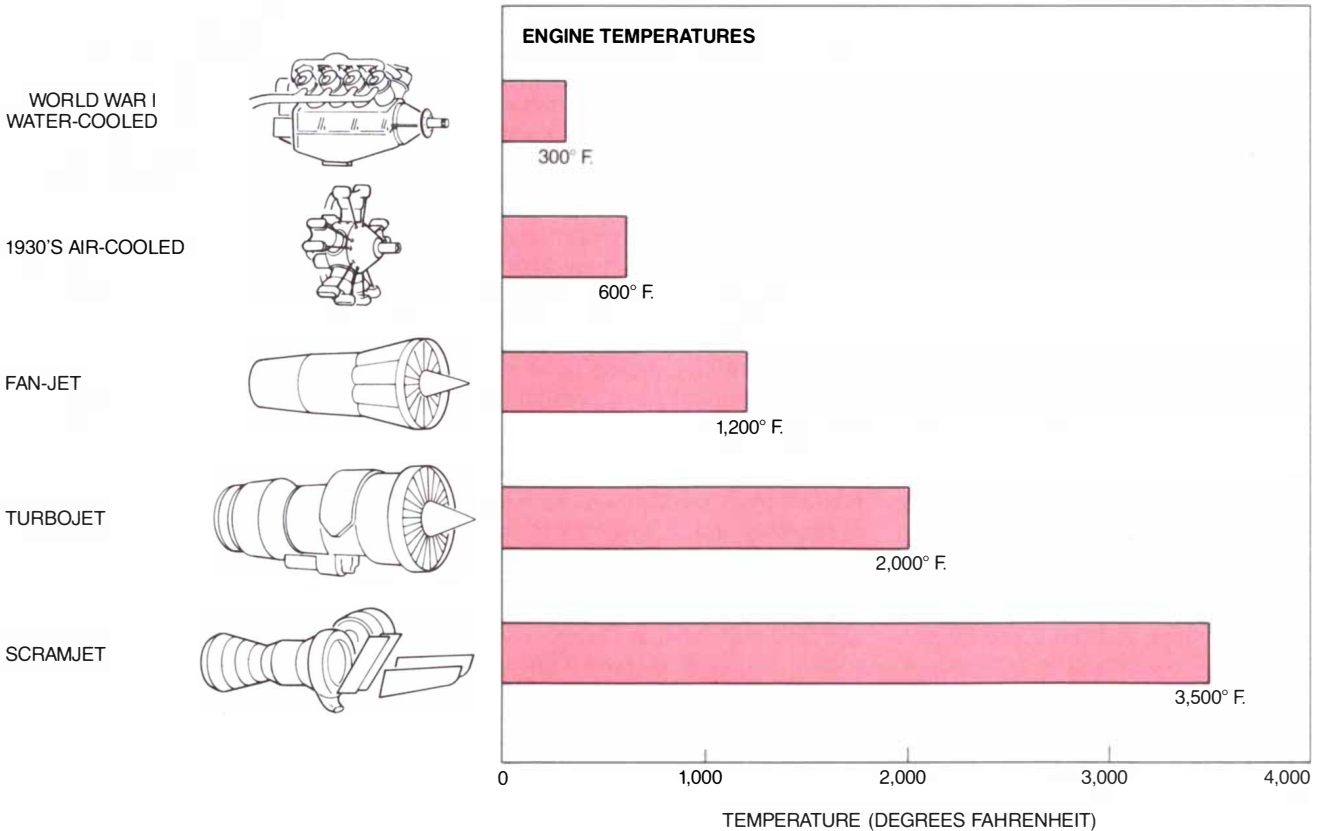 ENGINE TEMPERATURES
WORLD WAR I
WATER-COOLED
300° F.
1930'S AIR-COOLED
600° F.
FAN-JET
1,200° F.
TURBOJET
2,000° F.
SCRAMJET
3,500° F.
0 1,000 2,000 3,000 4,000
TEMPERATURE (DEGREES FAHRENHEIT)